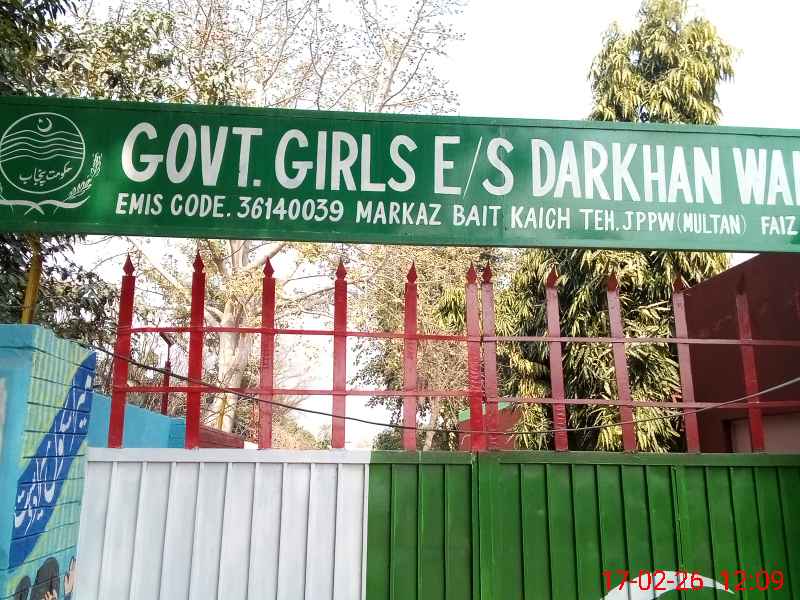 GOVT. GIRLS E/S DARKHAN WAL
حکومت پنجاب
EMIS CODE. 36140039 MARKAZ BAIT KAICH TEH. JPPW (MULTAN) FAIZ
17-02-26 12:09